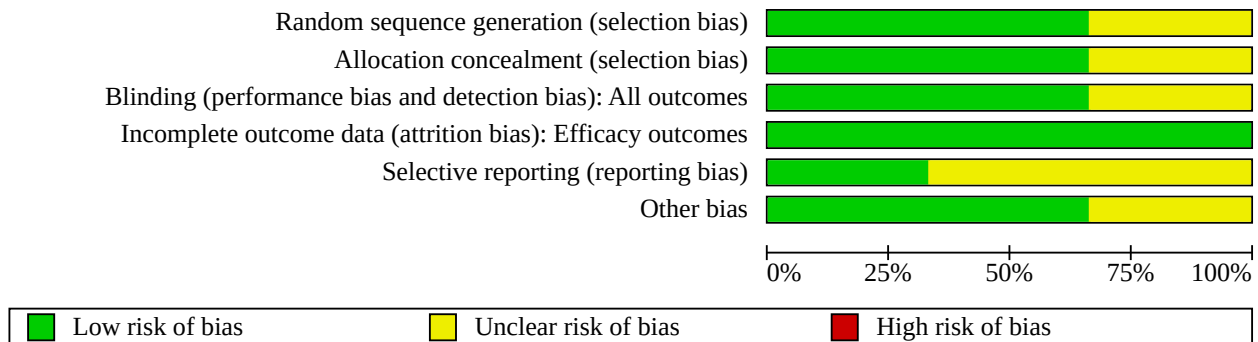 Random sequence generation (selection bias)
Allocation concealment (selection bias)
Blinding (performance bias and detection bias): All outcomes
Incomplete outcome data (attrition bias): Efficacy outcomes
Selective reporting (reporting bias)
Other bias
0% 25% 50% 75% 100%
Low risk of bias Unclear risk of bias High risk of bias